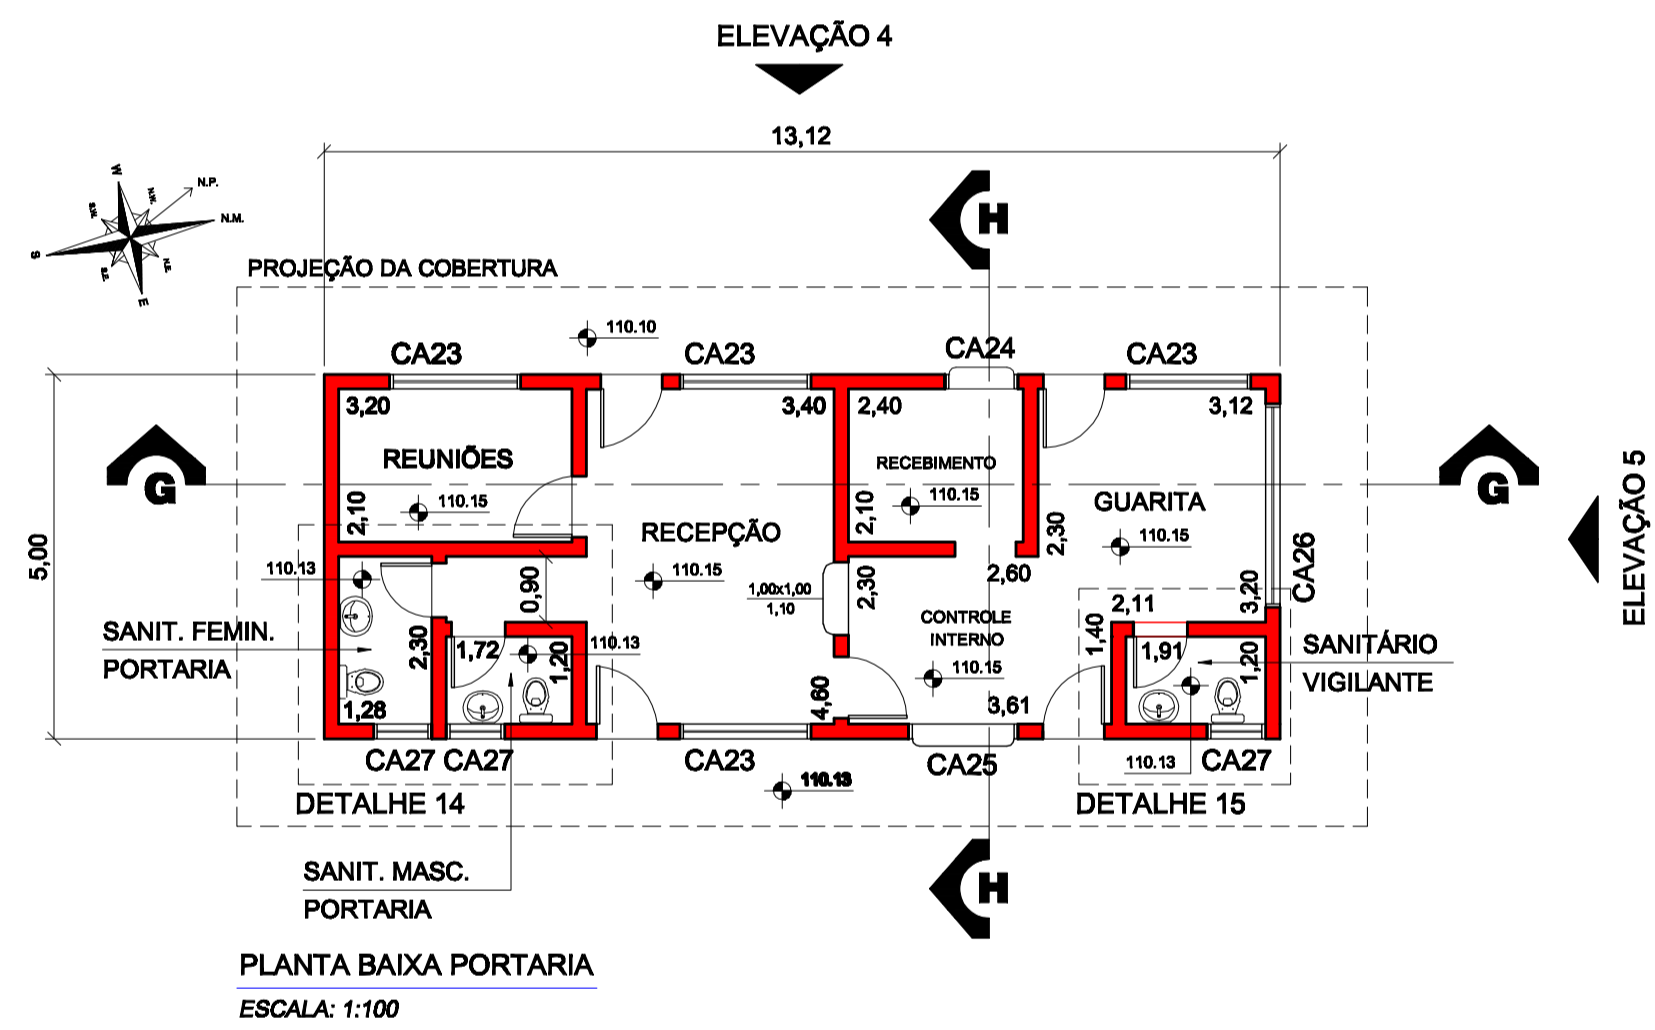 ELEVAÇÃO 4
13,12
W
N.W.
N.P.
S.W.
N.M.
S
S.E.
N.E.
E
H
PROJEÇÃO DA COBERTURA
110.10
CA23
CA23
CA24
CA23
3,20
3,40
2,40
3,12
REUNIÕES
RECEBIMENTO
G
G
ELEVAÇÃO 5
2,10
110.15
2,10
110.15
GUARITA
RECEPÇÃO
2,30
110.15
5,00
110.13
110.15
0,90
1,00x1,00
1,10
2,30
2,60
CA26
3,20
2,11
CONTROLE
INTERNO
SANIT. FEMIN.
PORTARIA
2,30
1,72
1,20
110.13
1,40
1,91
1,20
SANITÁRIO
VIGILANTE
110.15
1,28
4,60
3,61
CA27
CA27
CA23
CA25
110.13
CA27
110.13
DETALHE 14
DETALHE 15
SANIT. MASC.
PORTARIA
H
PLANTA BAIXA PORTARIA
ESCALA: 1:100